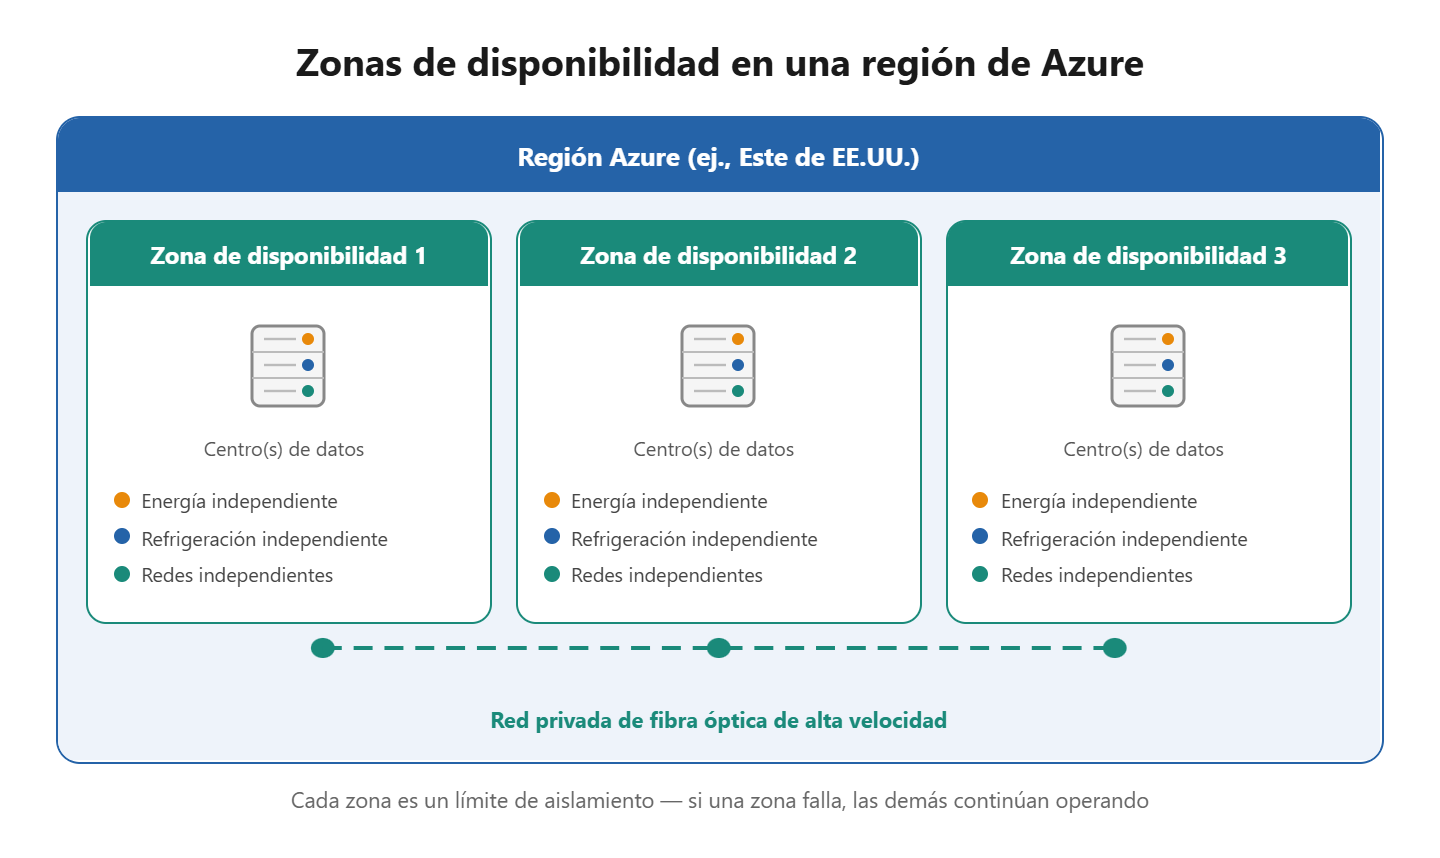 Zonas de disponibilidad en una región de Azure
Región Azure (ej., Este de EE.UU.)
Zona de disponibilidad 1
Centro(s) de datos
Energía independiente
Refrigeración independiente
Redes independientes
Zona de disponibilidad 2
Centro(s) de datos
Energía independiente
Refrigeración independiente
Redes independientes
Zona de disponibilidad 3
Centro(s) de datos
Energía independiente
Refrigeración independiente
Redes independientes
Red privada de fibra óptica de alta velocidad
Cada zona es un límite de aislamiento — si una zona falla, las demás continúan operando